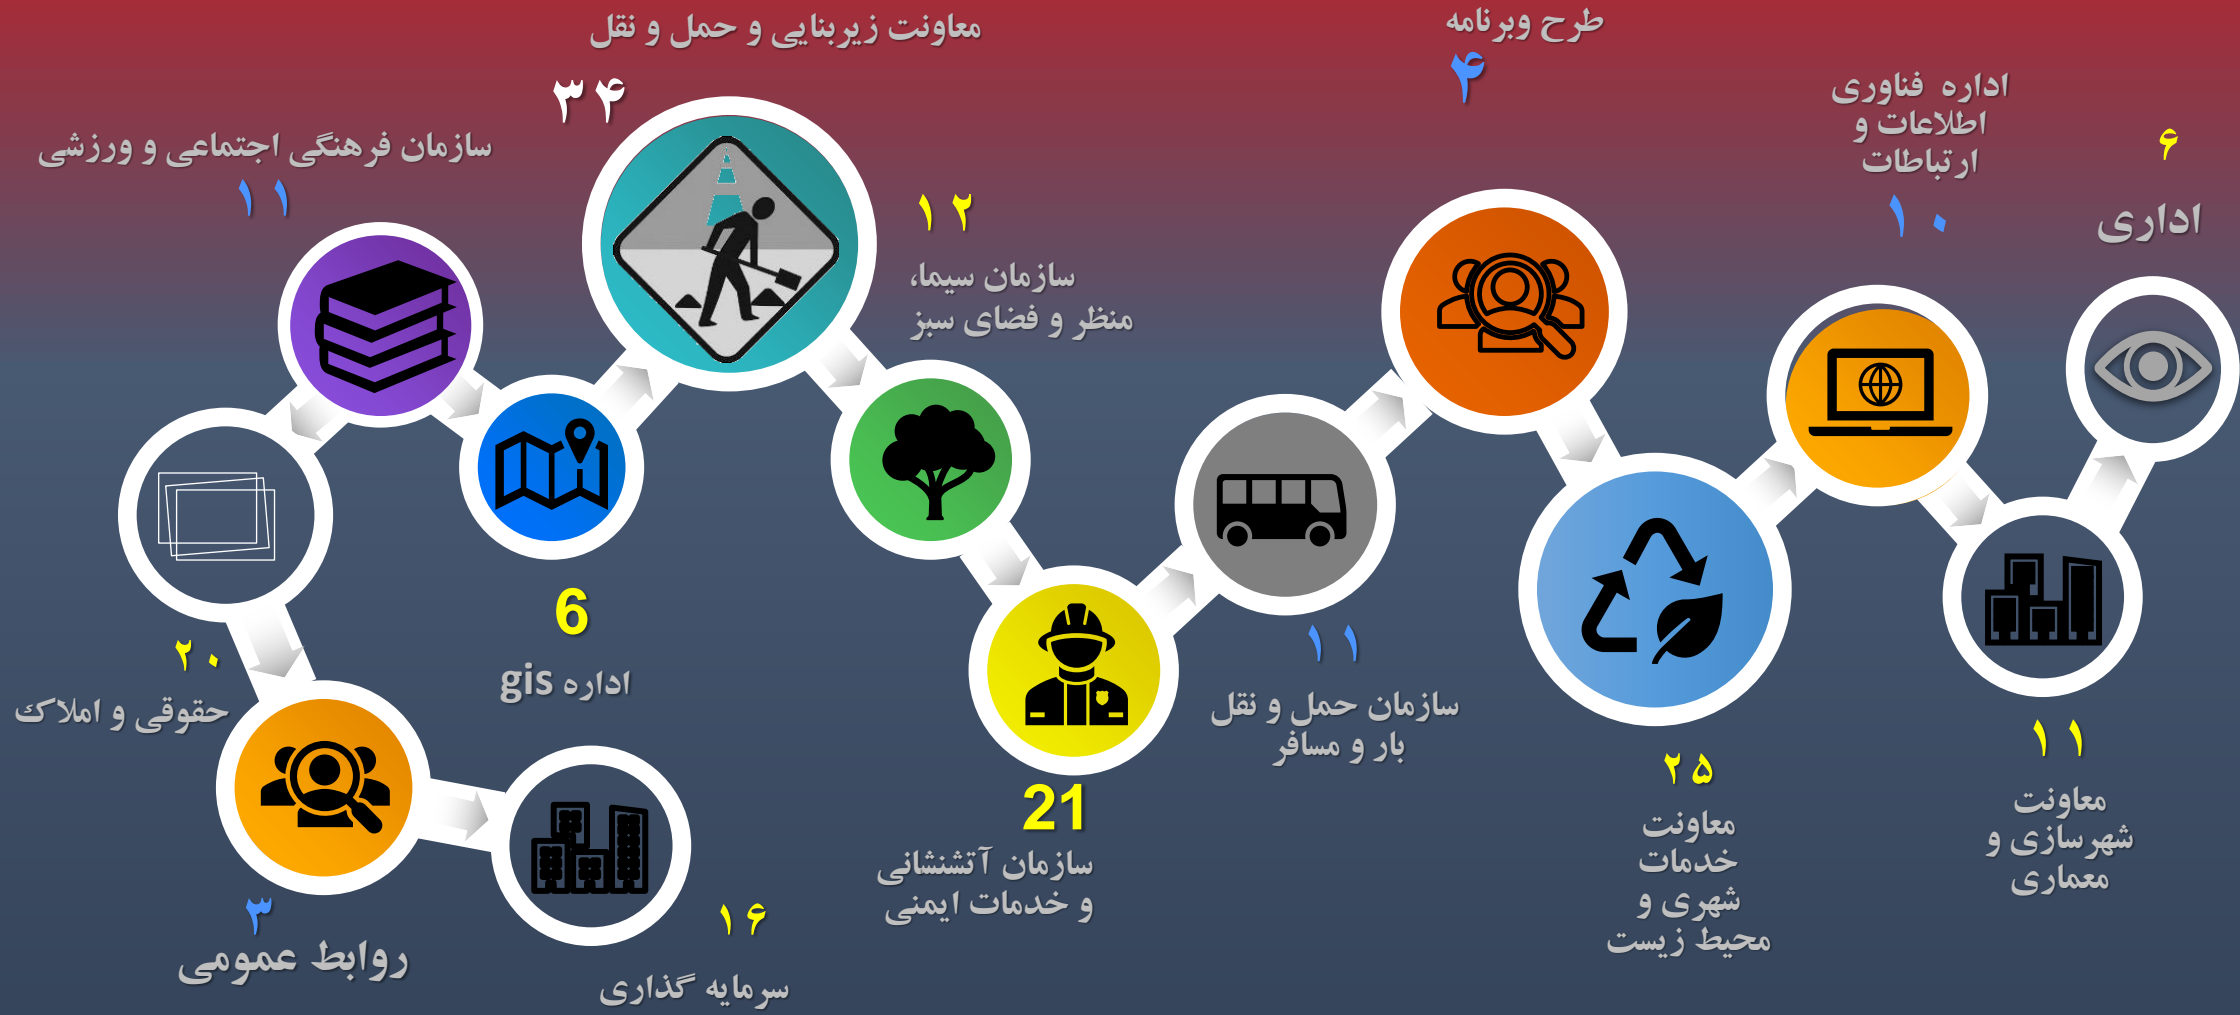 معاونت زیربنایی و حمل و نقل
۳۴
طرح وبرنامه
۴
اداره فناوری
اطلاعات و
ارتباطات
۱۰
۶
اداری
سازمان فرهنگی اجتماعی و ورزشی
۱۱
۱۲
سازمان سیما،
منظر و فضای سبز
6
اداره gis
۲۰
حقوقی و املاک
۱۱
سازمان حمل و نقل
بار و مسافر
21
سازمان آتشنشانی
و خدمات ایمنی
۲۵
معاونت
خدمات
شهری و
محیط زیست
۱۱
معاونت
شهرسازی و
معماری
۳
روابط عمومی
۱۶
سرمایه گذاری